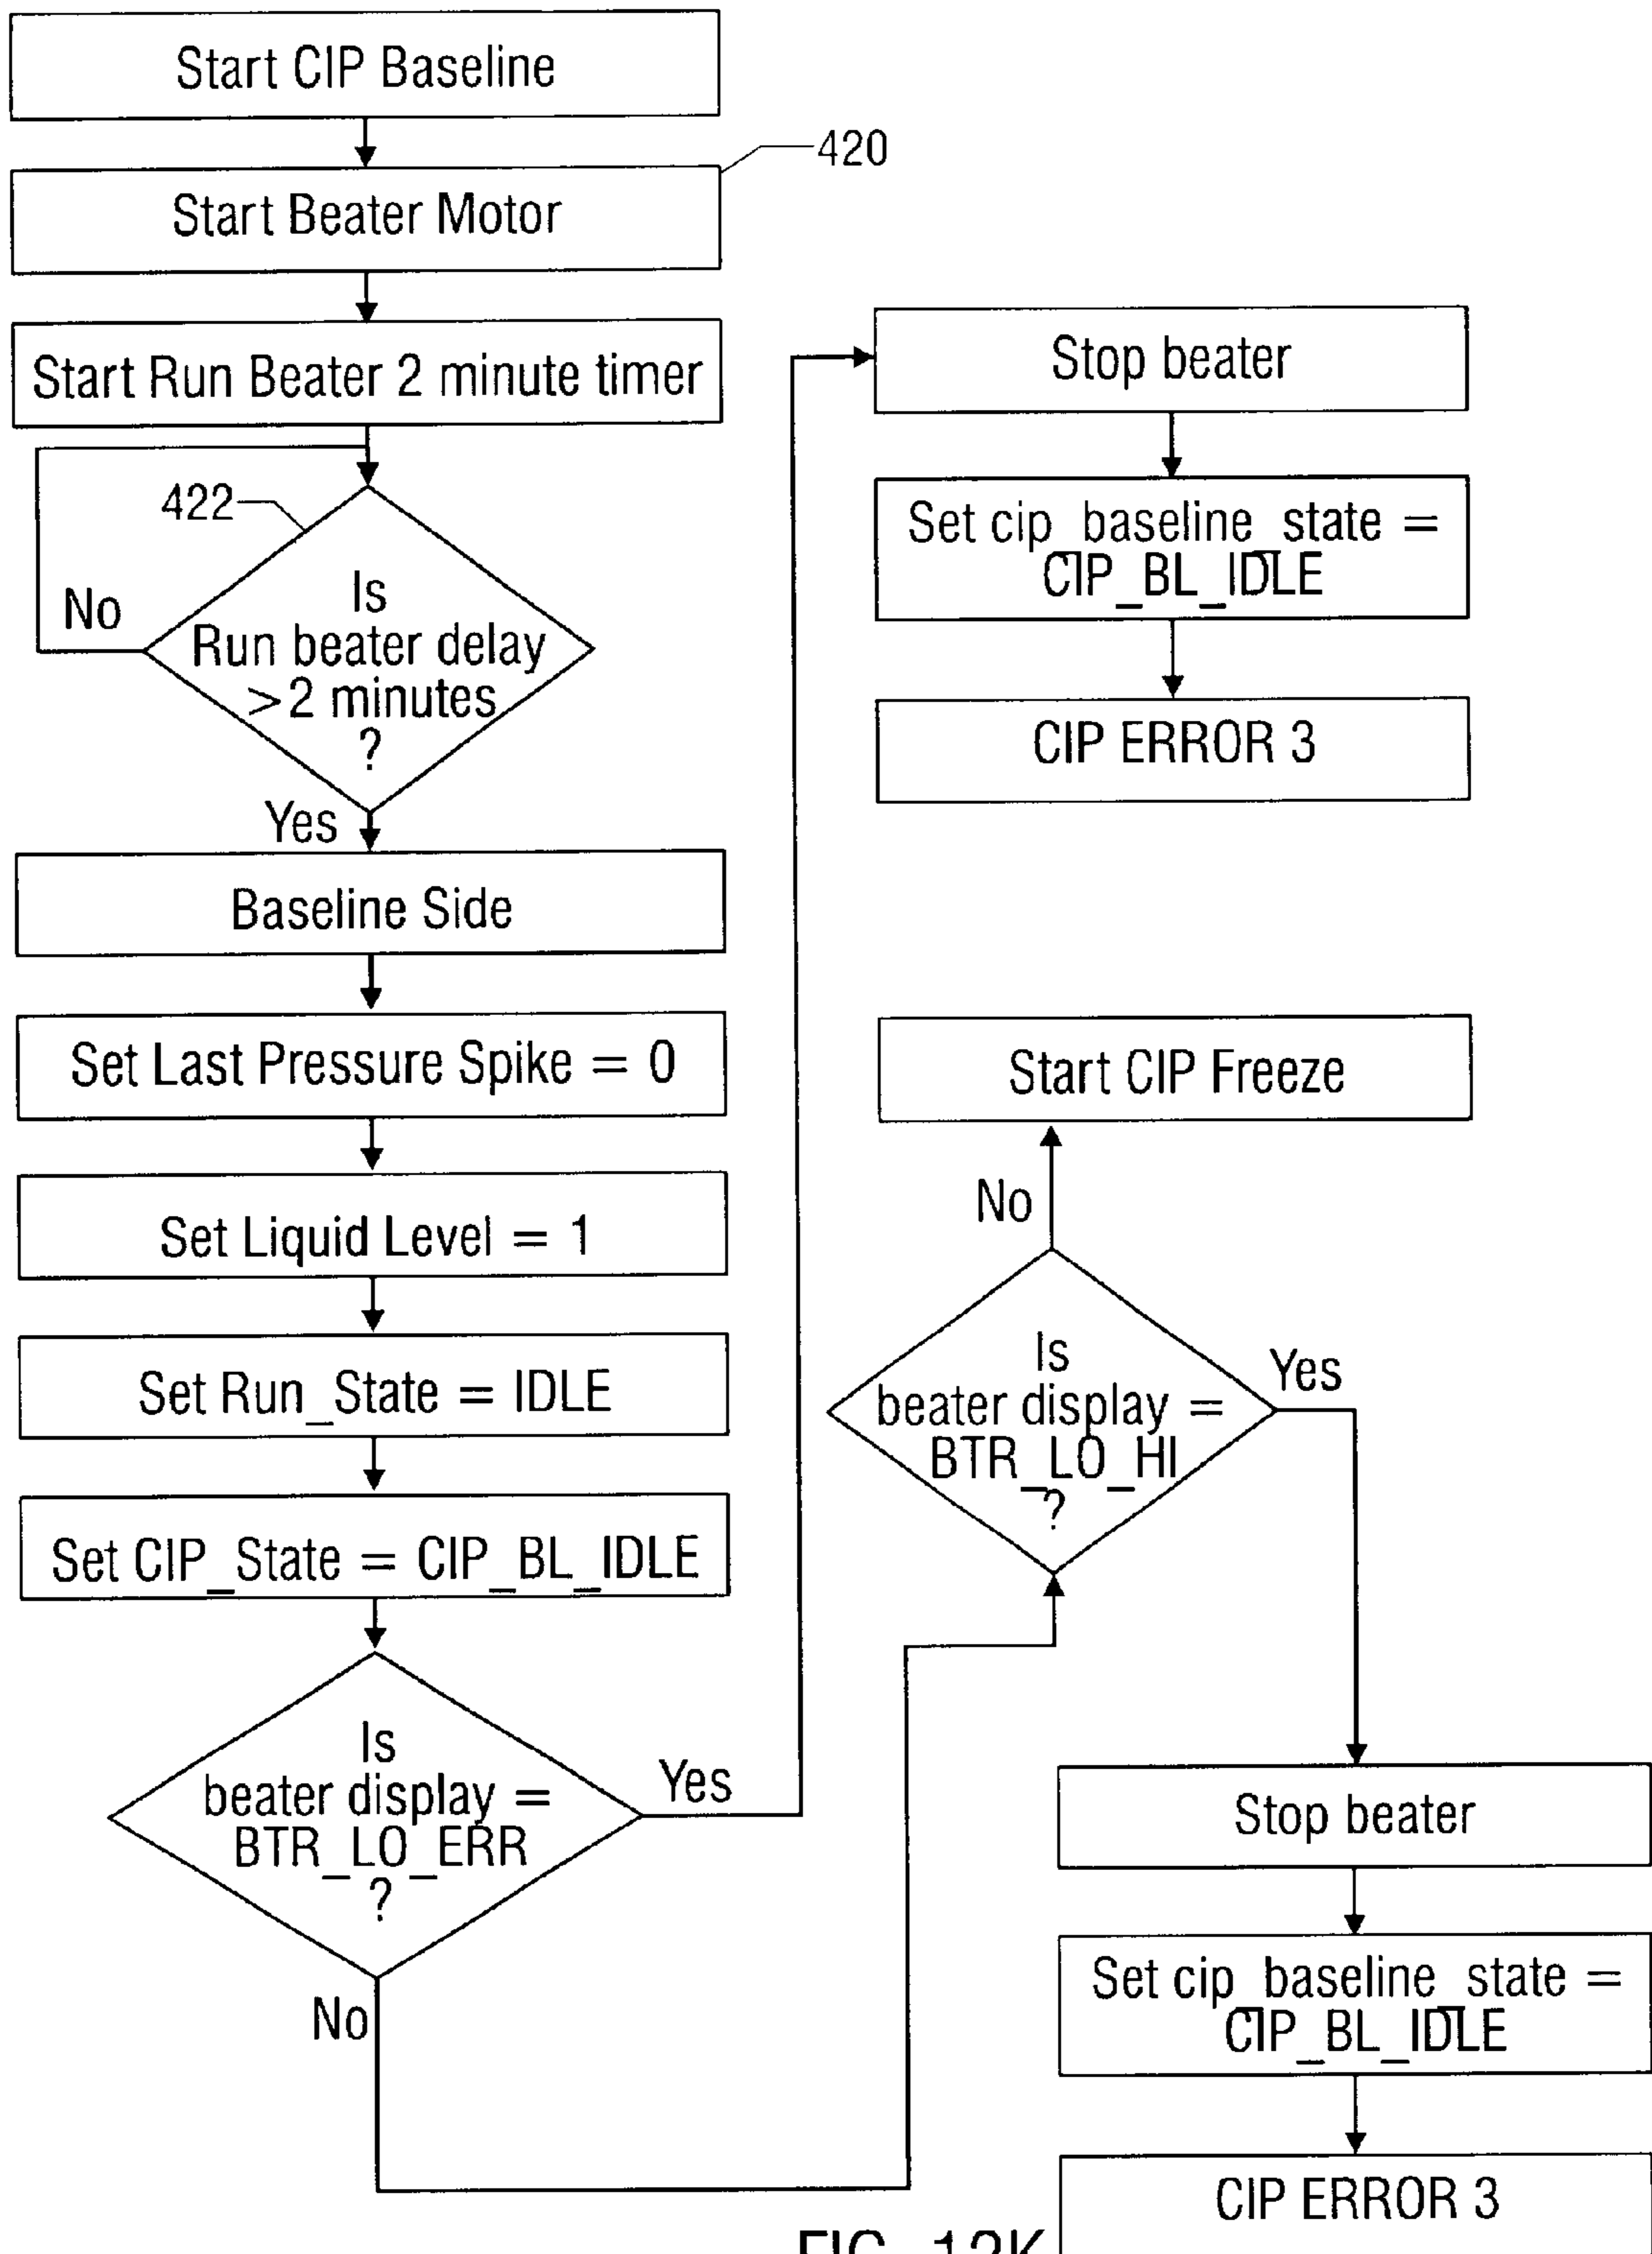 Start CIP Baseline
420
Start Beater Motor
Start Run Beater 2 minute timer
422
No
Is
Run beater delay
>2 minutes
?
Yes
Baseline Side
Set Last Pressure Spike = 0
Set Liquid Level = 1
Set Run_State = IDLE
Set CIP_State = CIP_BL_IDLE
Is
beater display =
BTR_LO_ERR
?
Yes
No
Stop beater
Set cip_baseline_state =
CIP_BL_IDLE
CIP ERROR 3
Start CIP Freeze
No
Is
beater display =
BTR_LO_HI
?
Yes
Stop beater
Set cip_baseline_state =
CIP_BL_IDLE
CIP ERROR 3
FIG. 12K